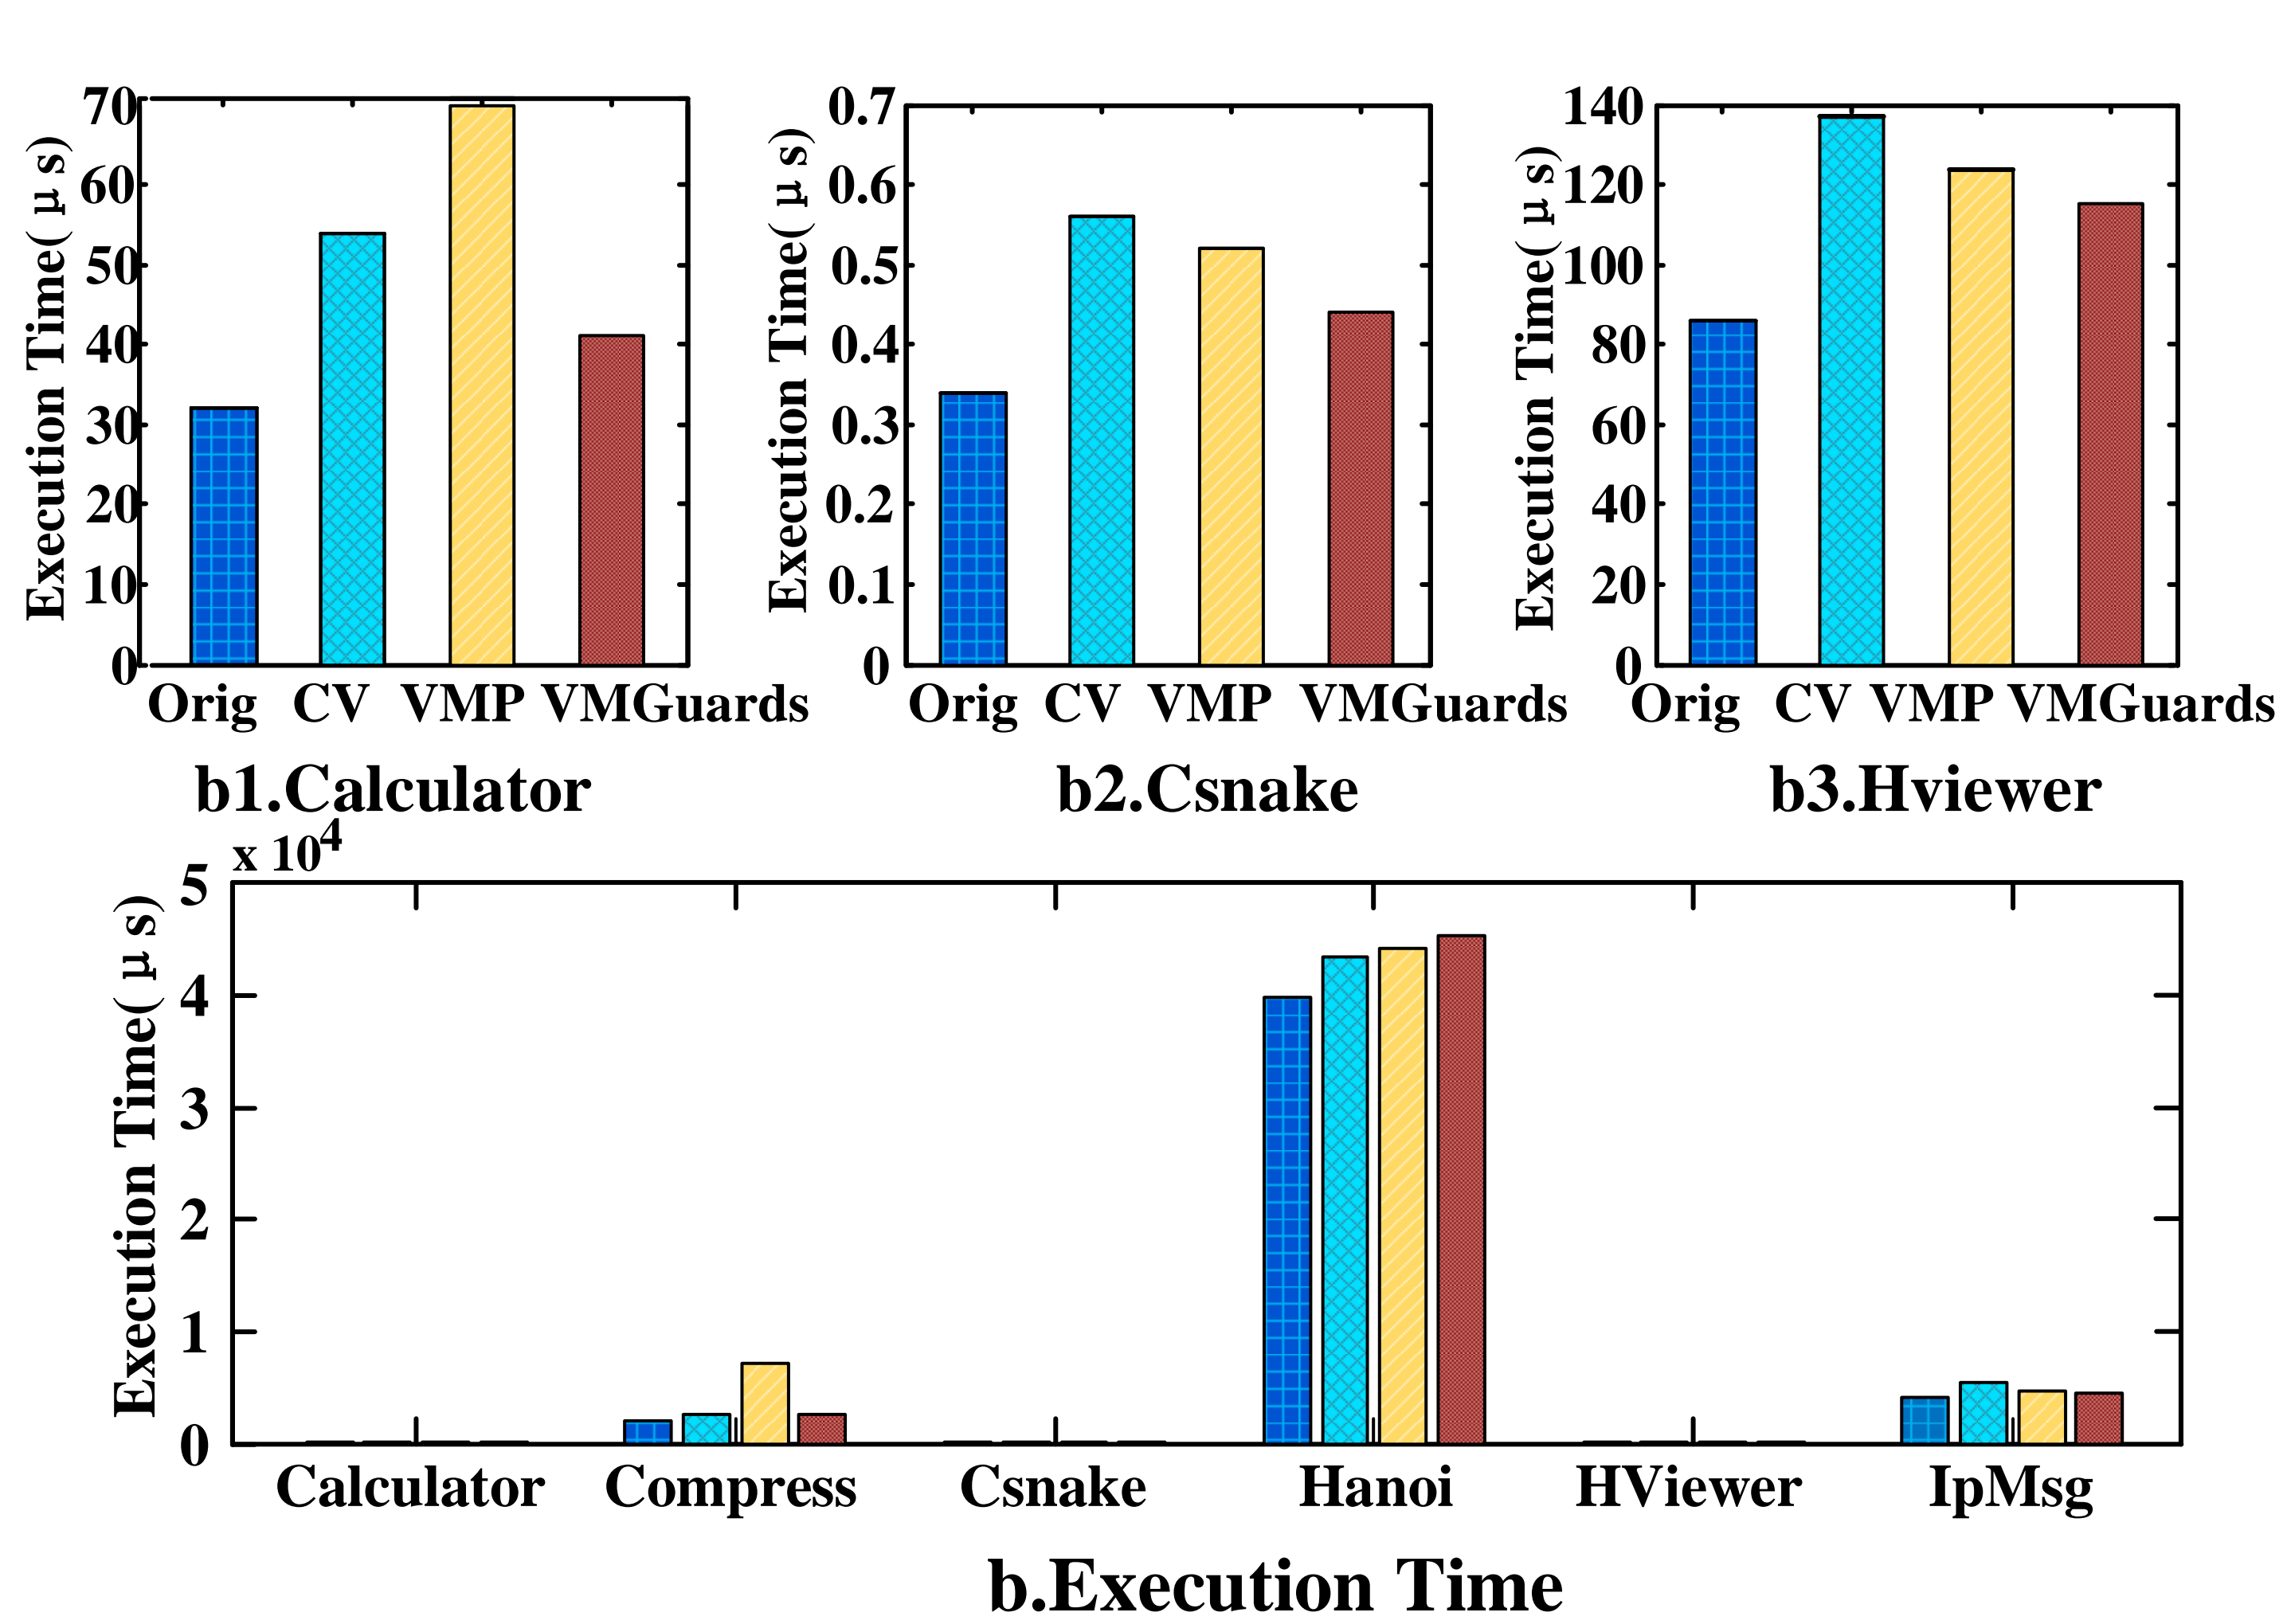 Execution Time( μ s)
70
60
50
40
30
20
10
0
Orig CV VMP VMGuards
b1.Calculator
Execution Time( μ s)
0.7
0.6
0.5
0.4
0.3
0.2
0.1
0
Orig CV VMP VMGuards
b2.Csnake
Execution Time( μ s)
140
120
100
80
60
40
20
0
Orig CV VMP VMGuards
b3.Hviewer
x 10⁴
Execution Time( μ s)
5
4
3
2
1
0
Calculator Compress Csnake Hanoi HViewer IpMsg
b.Execution Time